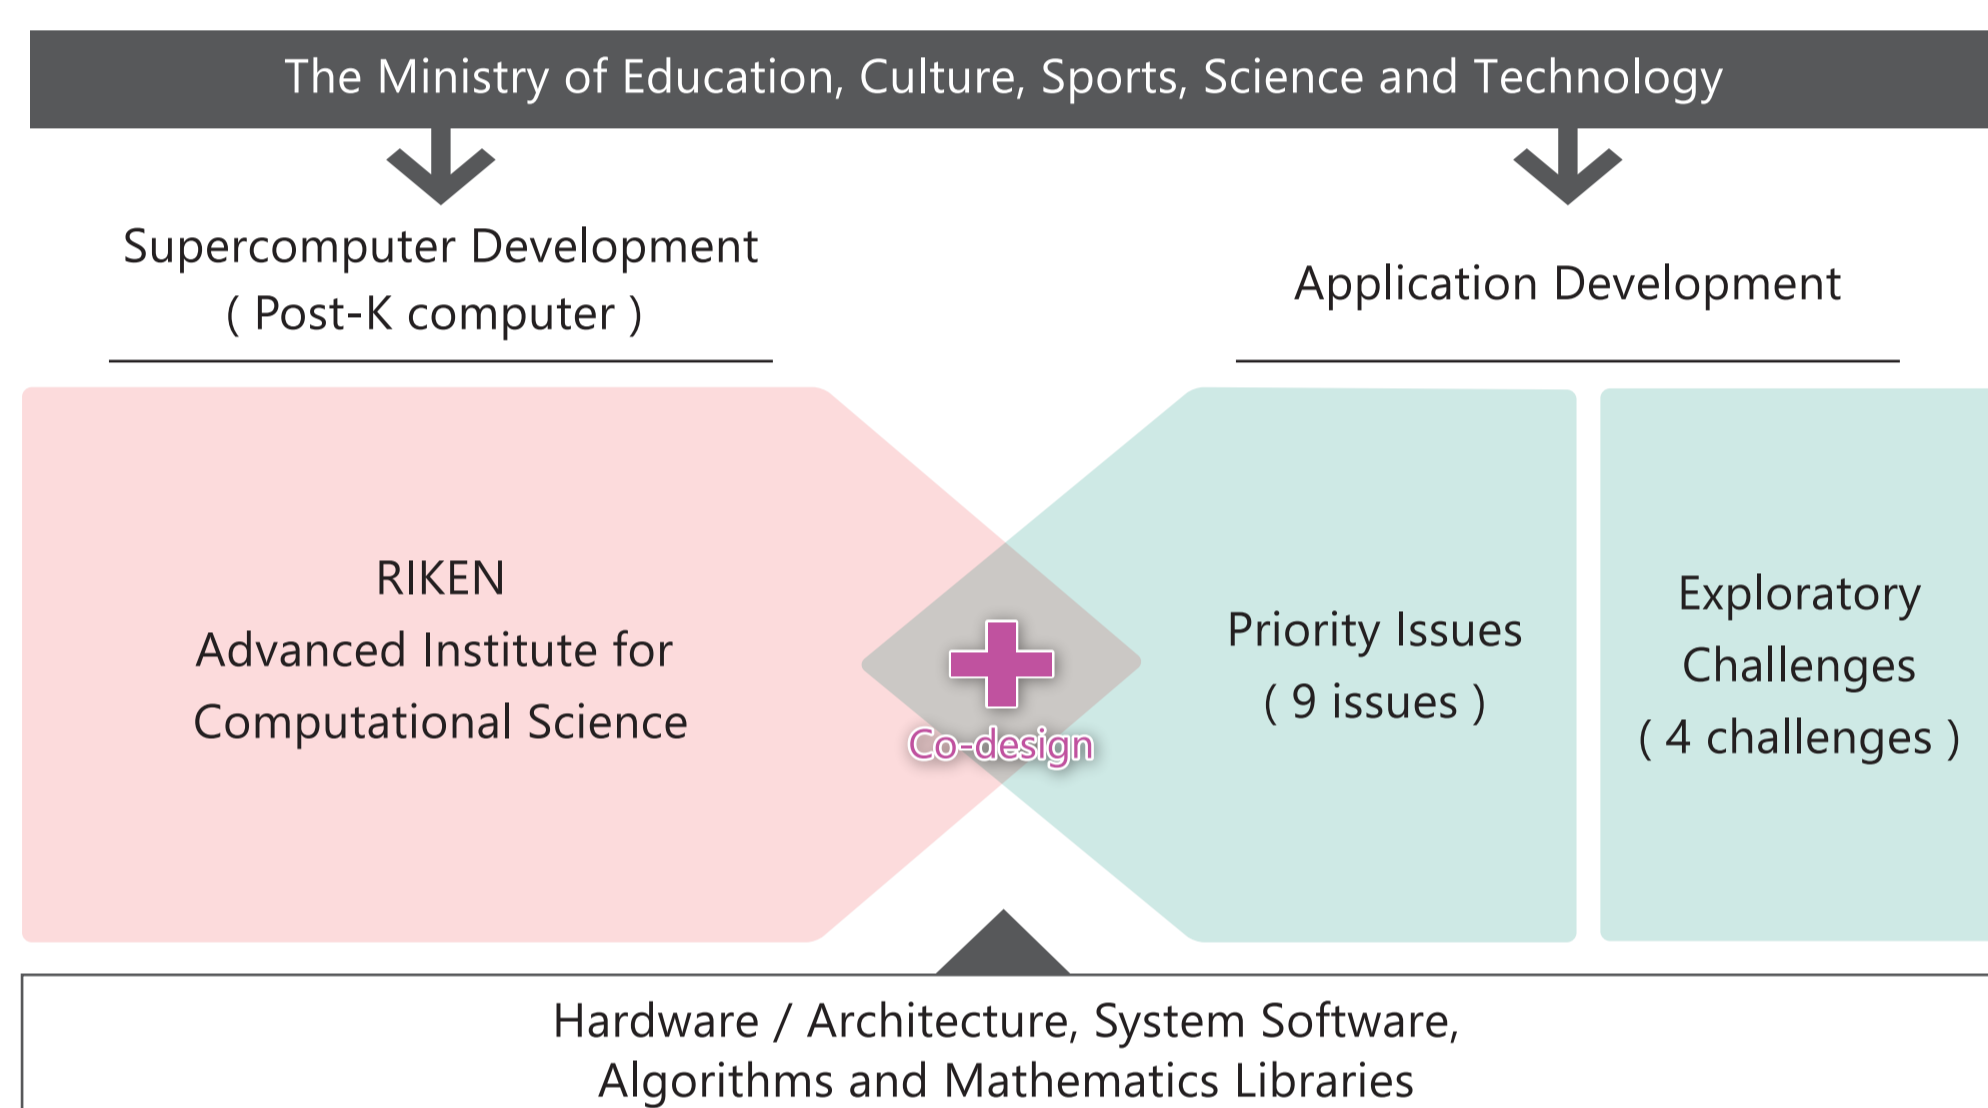 The Ministry of Education, Culture, Sports, Science and Technology
Supercomputer Development
( Post-K computer )
Application Development
RIKEN
Advanced Institute for
Computational Science
Co-design
Priority Issues
( 9 issues )
Exploratory
Challenges
( 4 challenges )
Hardware / Architecture, System Software,
Algorithms and Mathematics Libraries